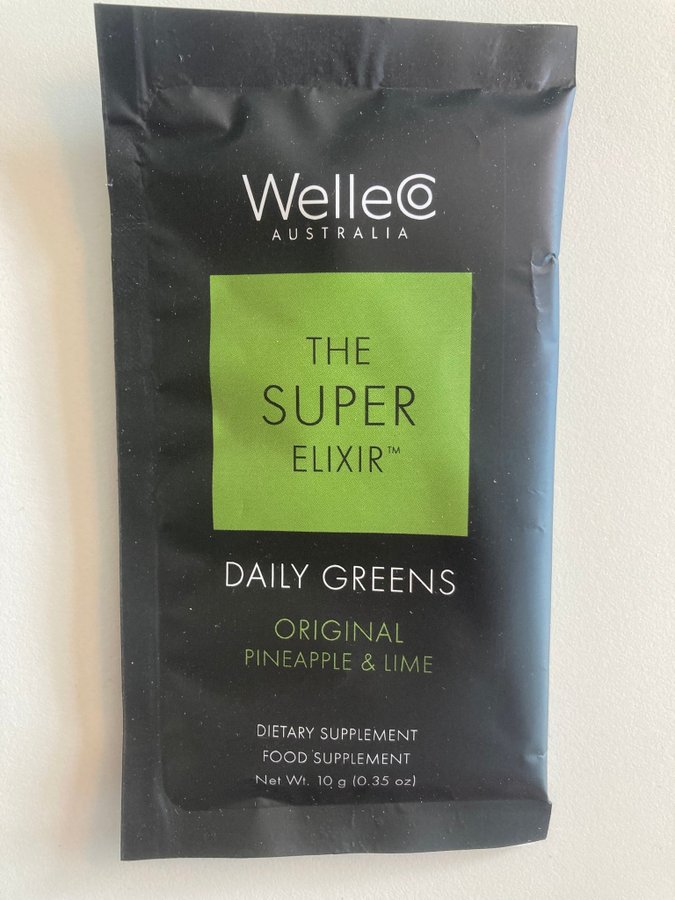 WelleCo
AUSTRALIA
THE
SUPER
ELIXIR™
DAILY GREENS
ORIGINAL
PINEAPPLE & LIME
DIETARY SUPPLEMENT
FOOD SUPPLEMENT
Net Wt. 10 g (0.35 oz)